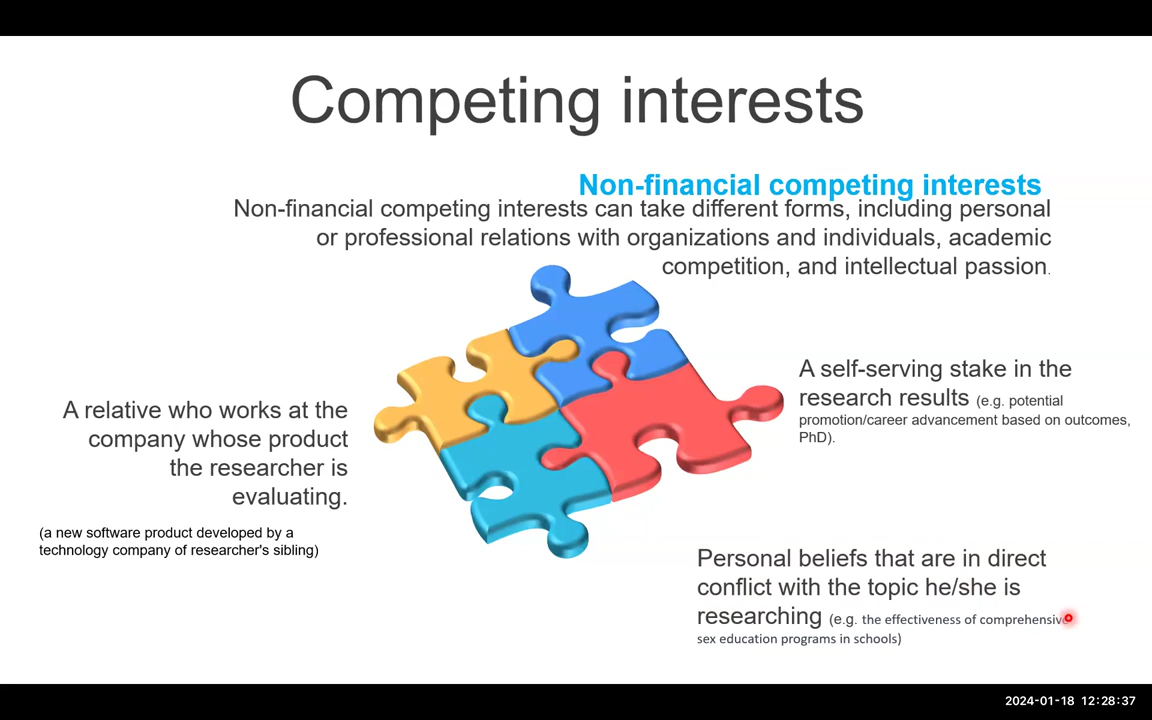 Competing interests
Non-financial competing interests
Non-financial competing interests can take different forms, including personal
or professional relations with organizations and individuals, academic
competition, and intellectual passion.
A self-serving stake in the
research results (e.g. potential
promotion/career advancement based on outcomes,
PhD).
A relative who works at the
company whose product
the researcher is
evaluating.
(a new software product developed by a
technology company of researcher's sibling)
Personal beliefs that are in direct
conflict with the topic he/she is
researching (e.g. the effectiveness of comprehensive
sex education programs in schools)
2024-01-18 12:28:37